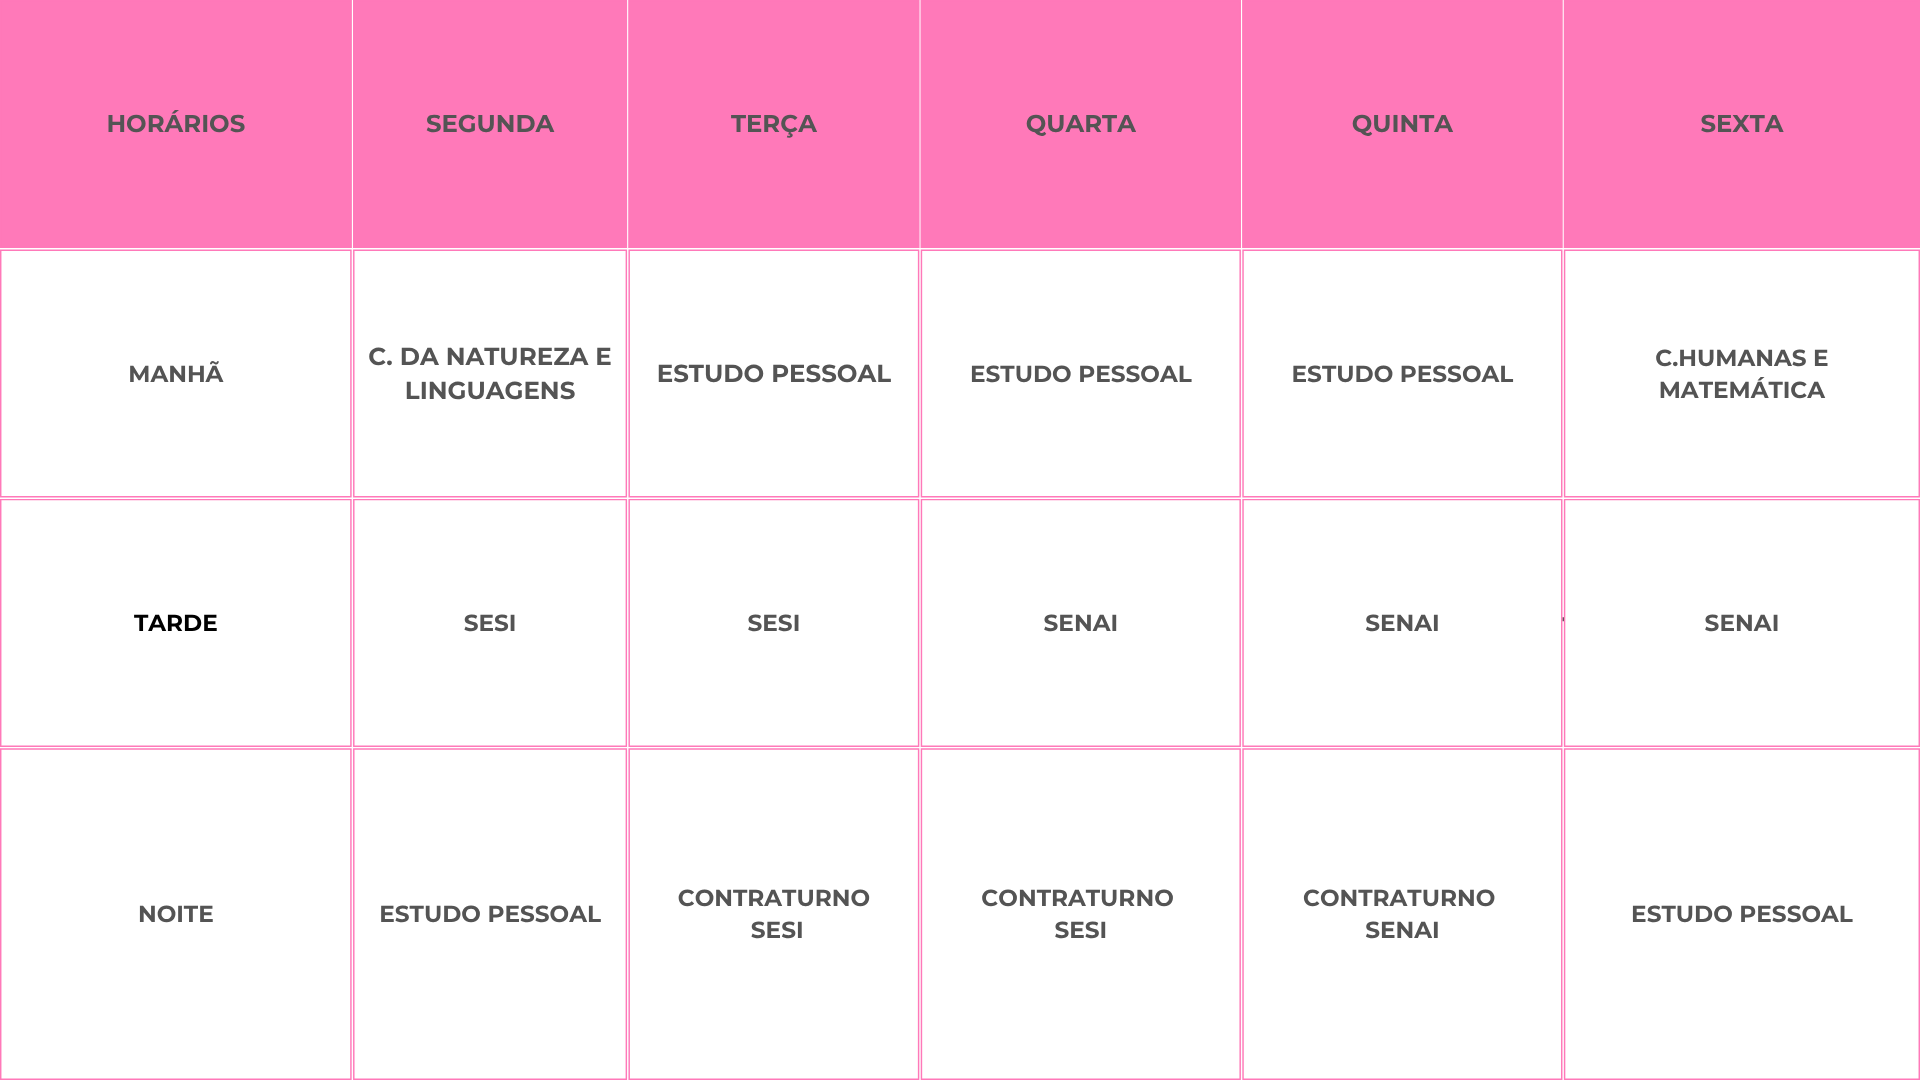 HORÁRIOS SEGUNDA TERÇA QUARTA QUINTA SEXTA
MANHÃ
C. DA NATUREZA E
LINGUAGENS
ESTUDO PESSOAL
ESTUDO PESSOAL
ESTUDO PESSOAL
C.HUMANAS E
MATEMÁTICA
TARDE SESI SESI SENAI SENAI SENAI
NOITE
ESTUDO PESSOAL
CONTRATURNO
SESI
CONTRATURNO
SESI
CONTRATURNO
SENAI
ESTUDO PESSOAL